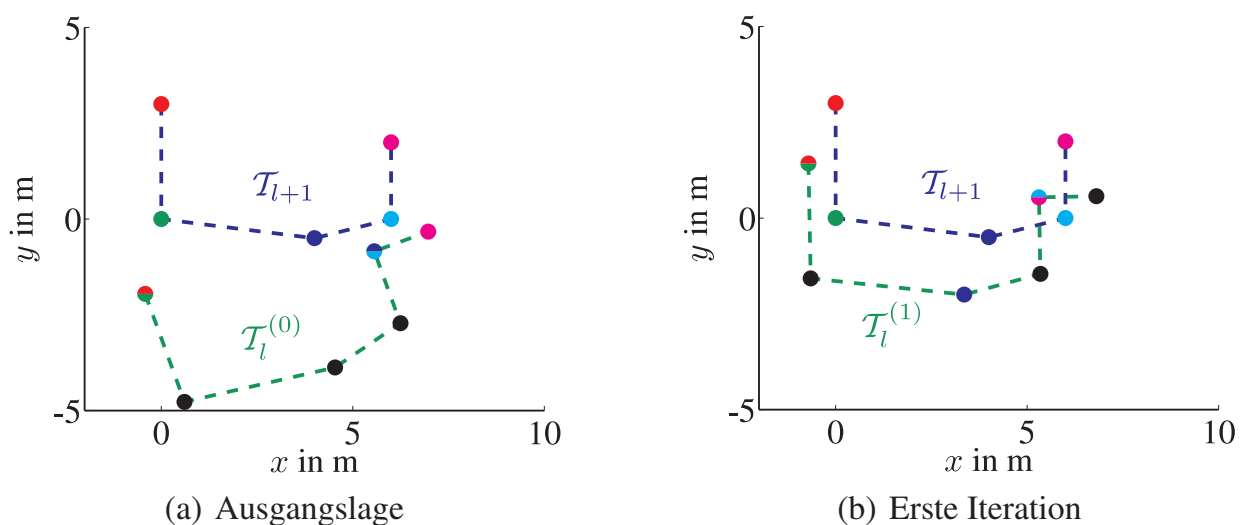 5
0
-5
y in m
0 5 10
x in m
𝒯_{l+1}
𝒯_l^{(0)}
(a) Ausgangslage
5
0
-5
y in m
0 5 10
x in m
𝒯_{l+1}
𝒯_l^{(1)}
(b) Erste Iteration